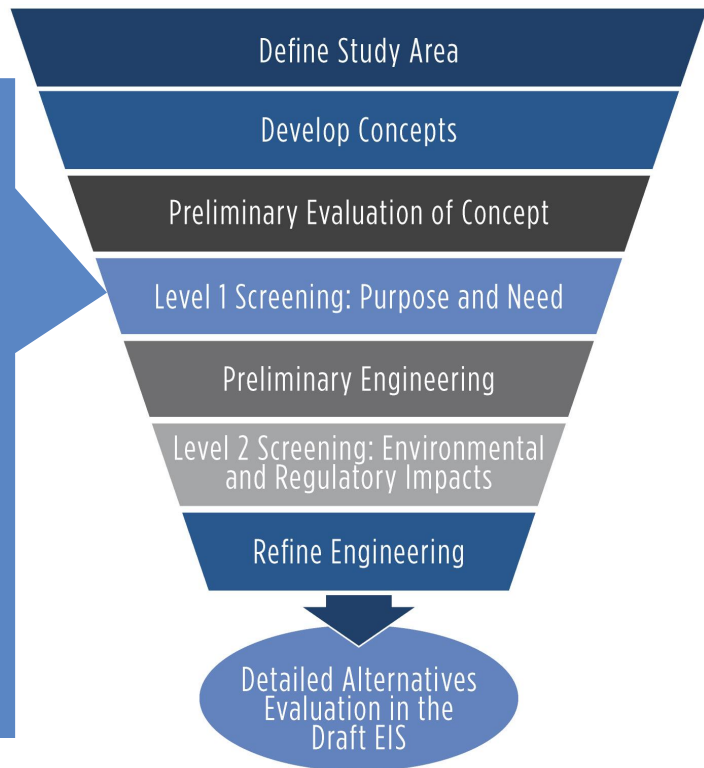 Define Study Area
Develop Concepts
Preliminary Evaluation of Concept
Level 1 Screening: Purpose and Need
Preliminary Engineering
Level 2 Screening: Environmental
and Regulatory Impacts
Refine Engineering
Detailed Alternatives
Evaluation in the
Draft EIS